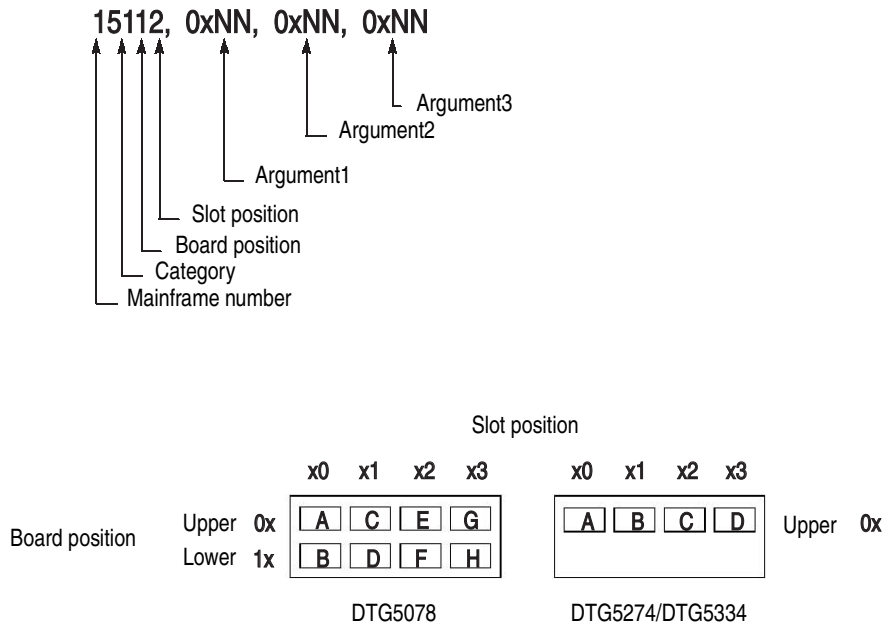 15112, 0xNN, 0xNN, 0xNN
Argument3
Argument2
Argument1
Slot position
Board position
Category
Mainframe number
Slot position
x0 x1 x2 x3 x0 x1 x2 x3
Board position Upper 0x A C E G A B C D Upper 0x
Lower 1x B D F H
DTG5078 DTG5274/DTG5334